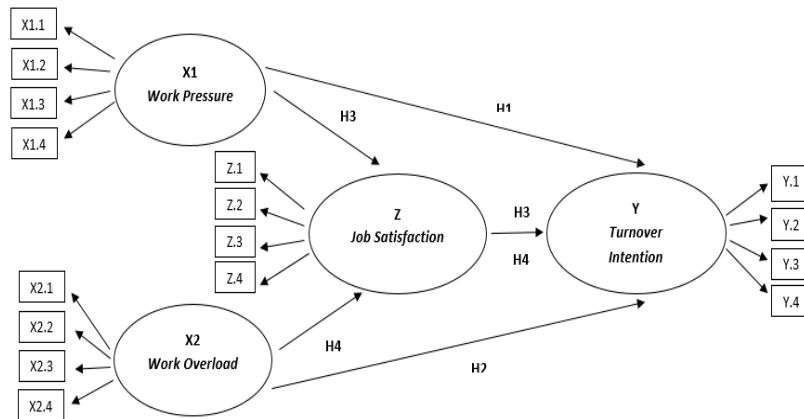 X1.1
X1.2
X1.3
X1.4
X1
Work Pressure
H1
H3
Z.1
Z.2
Z.3
Z.4
Z
Job Satisfaction
H3
H4
Y
Turnover
Intention
Y.1
Y.2
Y.3
Y.4
X2.1
X2.2
X2.3
X2.4
X2
Work Overload
H4
H2